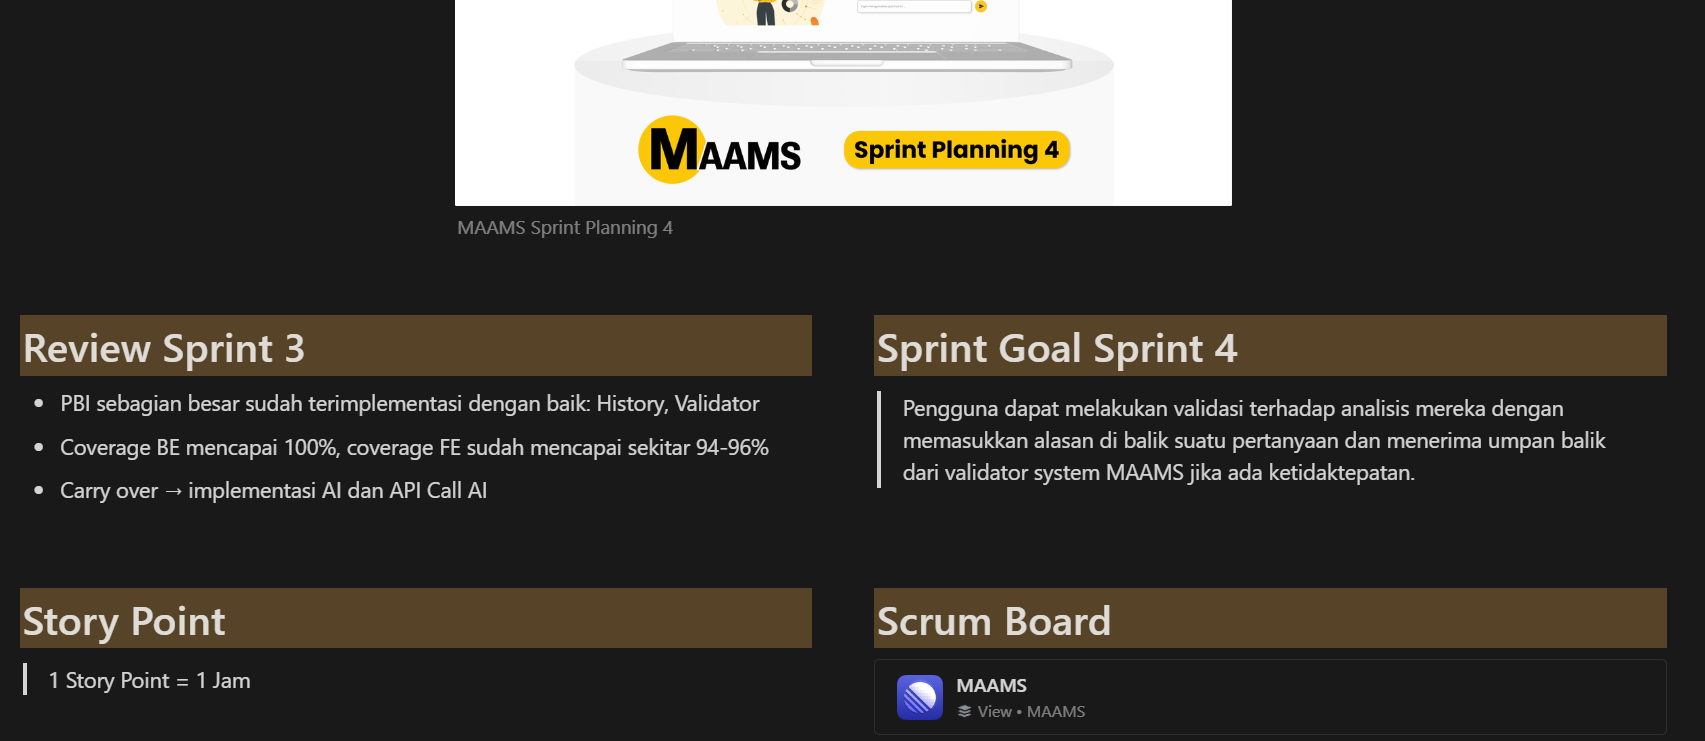 MAAMS
Sprint Planning 4
MAAMS Sprint Planning 4
Review Sprint 3
• PBI sebagian besar sudah terimplementasi dengan baik: History, Validator
• Coverage BE mencapai 100%, coverage FE sudah mencapai sekitar 94-96%
• Carry over → implementasi AI dan API Call AI
Sprint Goal Sprint 4
Pengguna dapat melakukan validasi terhadap analisis mereka dengan
memasukkan alasan di balik suatu pertanyaan dan menerima umpan balik
dari validator system MAAMS jika ada ketidaktepatan.
Story Point
1 Story Point = 1 Jam
Scrum Board
MAAMS
View • MAAMS